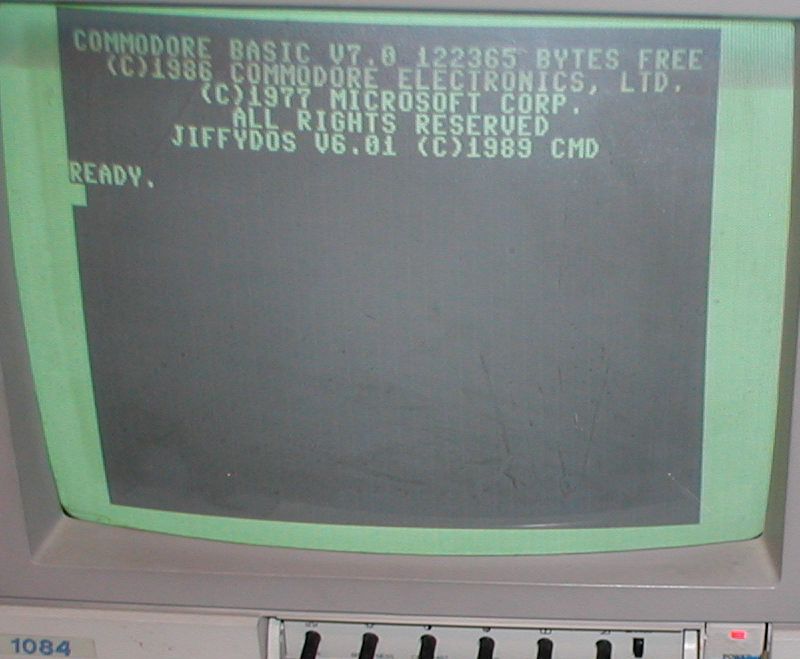 COMMODORE BASIC V7.0 122365 BYTES FREE
(C)1986 COMMODORE ELECTRONICS, LTD.
(C)1977 MICROSOFT CORP.
ALL RIGHTS RESERVED
JIFFYDOS V6.01 (C)1989 CMD
READY.
1084
POWER